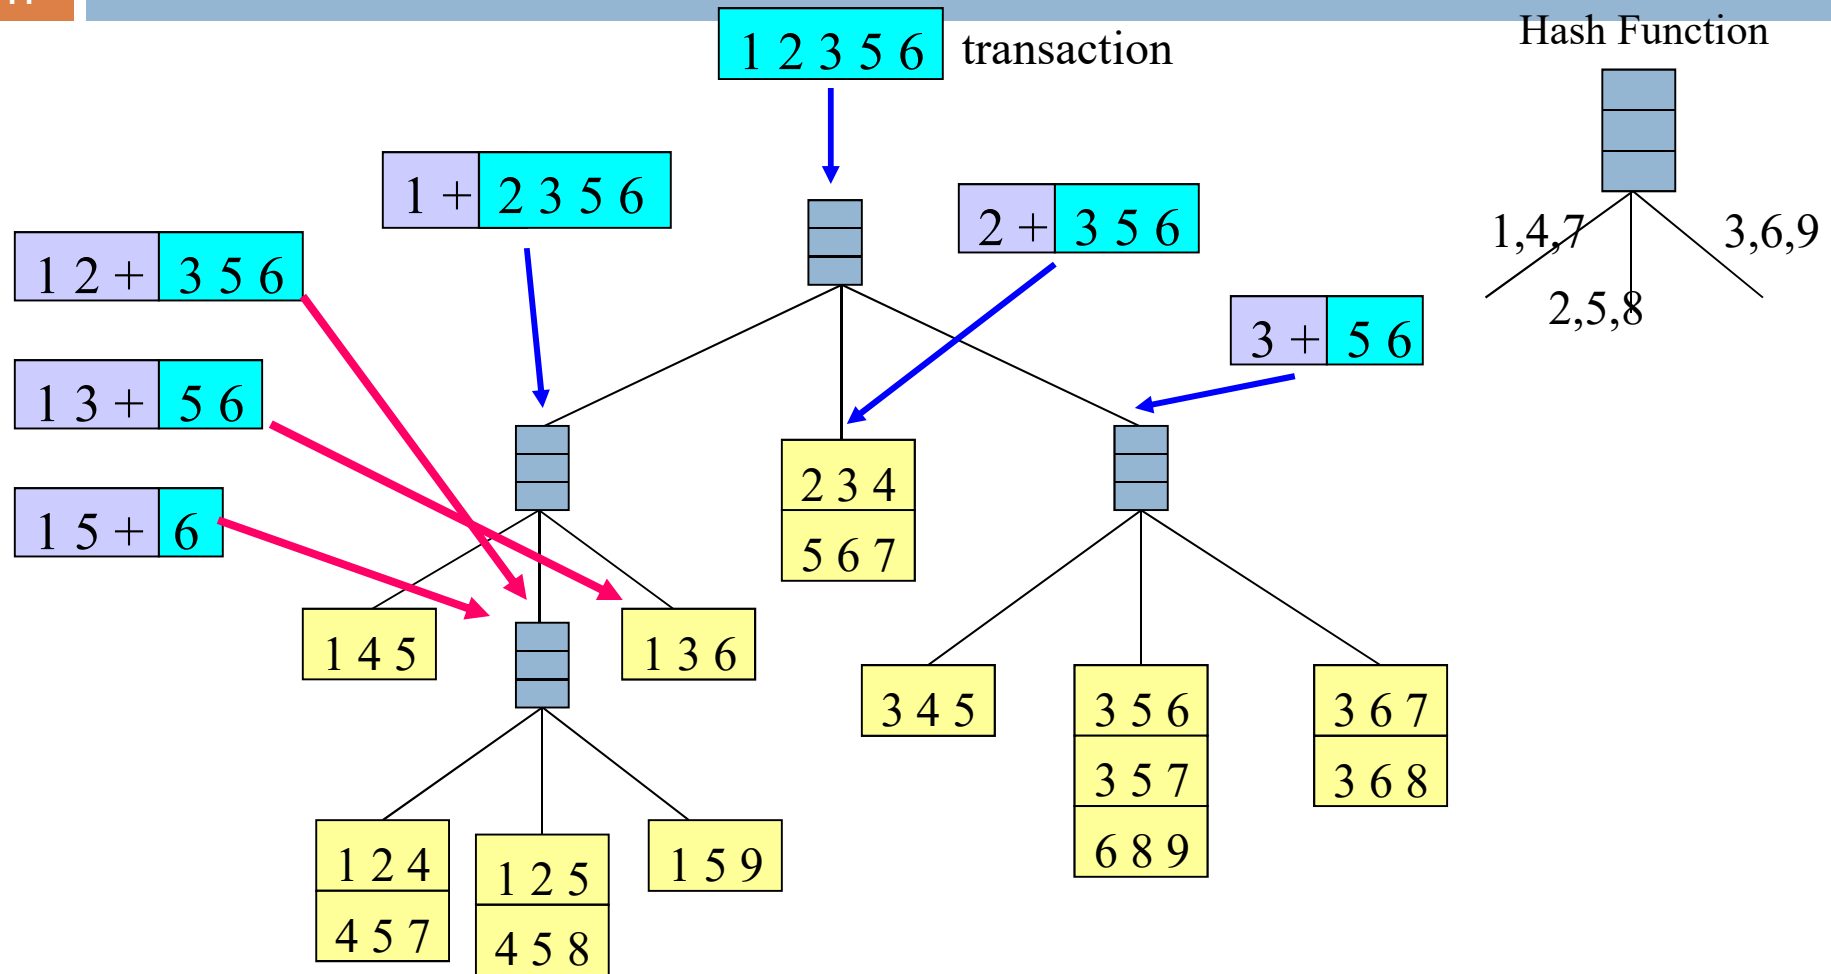 1 2 3 5 6 transaction
Hash Function
1,4,7
3,6,9
2,5,8
1 + 2 3 5 6
2 + 3 5 6
1 2 + 3 5 6
3 + 5 6
1 3 + 5 6
1 5 + 6
2 3 4
5 6 7
1 4 5
1 3 6
3 4 5
3 5 6
3 6 7
3 5 7
3 6 8
6 8 9
1 2 4
1 2 5
1 5 9
4 5 7
4 5 8